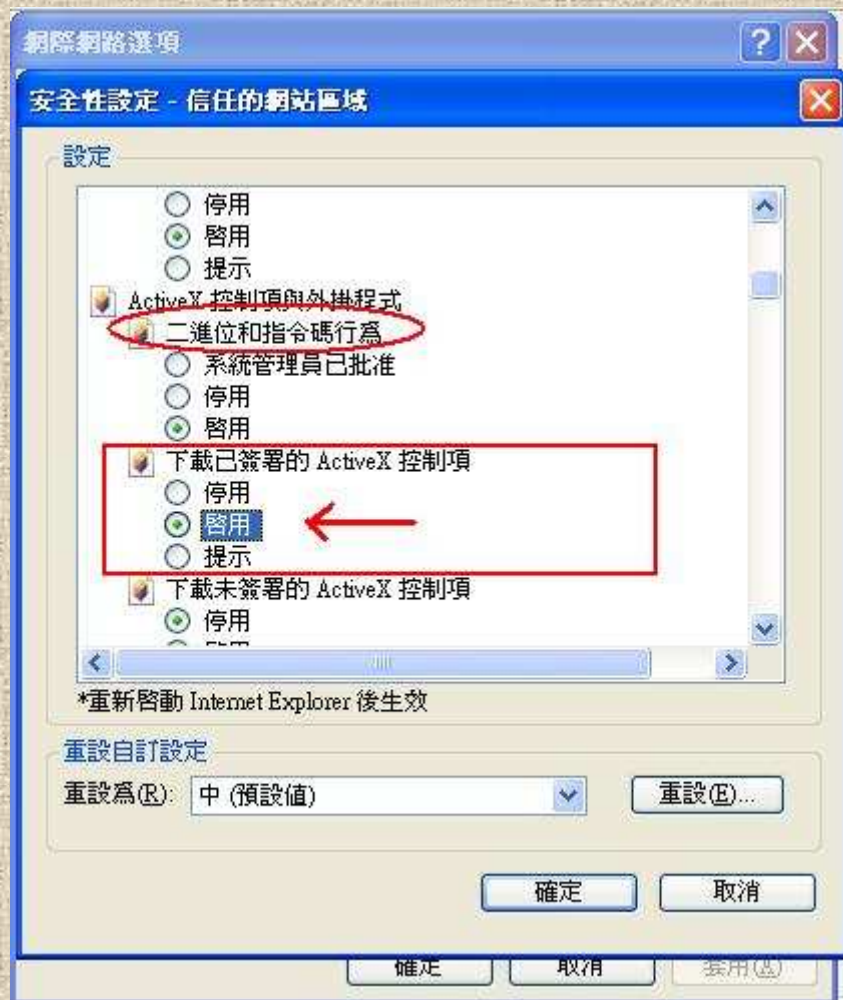 網際網路選項
安全性設定 - 信任的網站區域
設定
停用
啓用
提示
ActiveX 控制項與外掛程式
二進位和指令碼行爲
系統管理員已批准
停用
啓用
下載已簽署的 ActiveX 控制項
停用
啓用
提示
下載未簽署的 ActiveX 控制項
停用
*重新啓動 Internet Explorer 後生效
重設自訂設定
重設爲(R): 中 (預設值) 重設(E)...
確定 取消
確定 取消 套用(A)